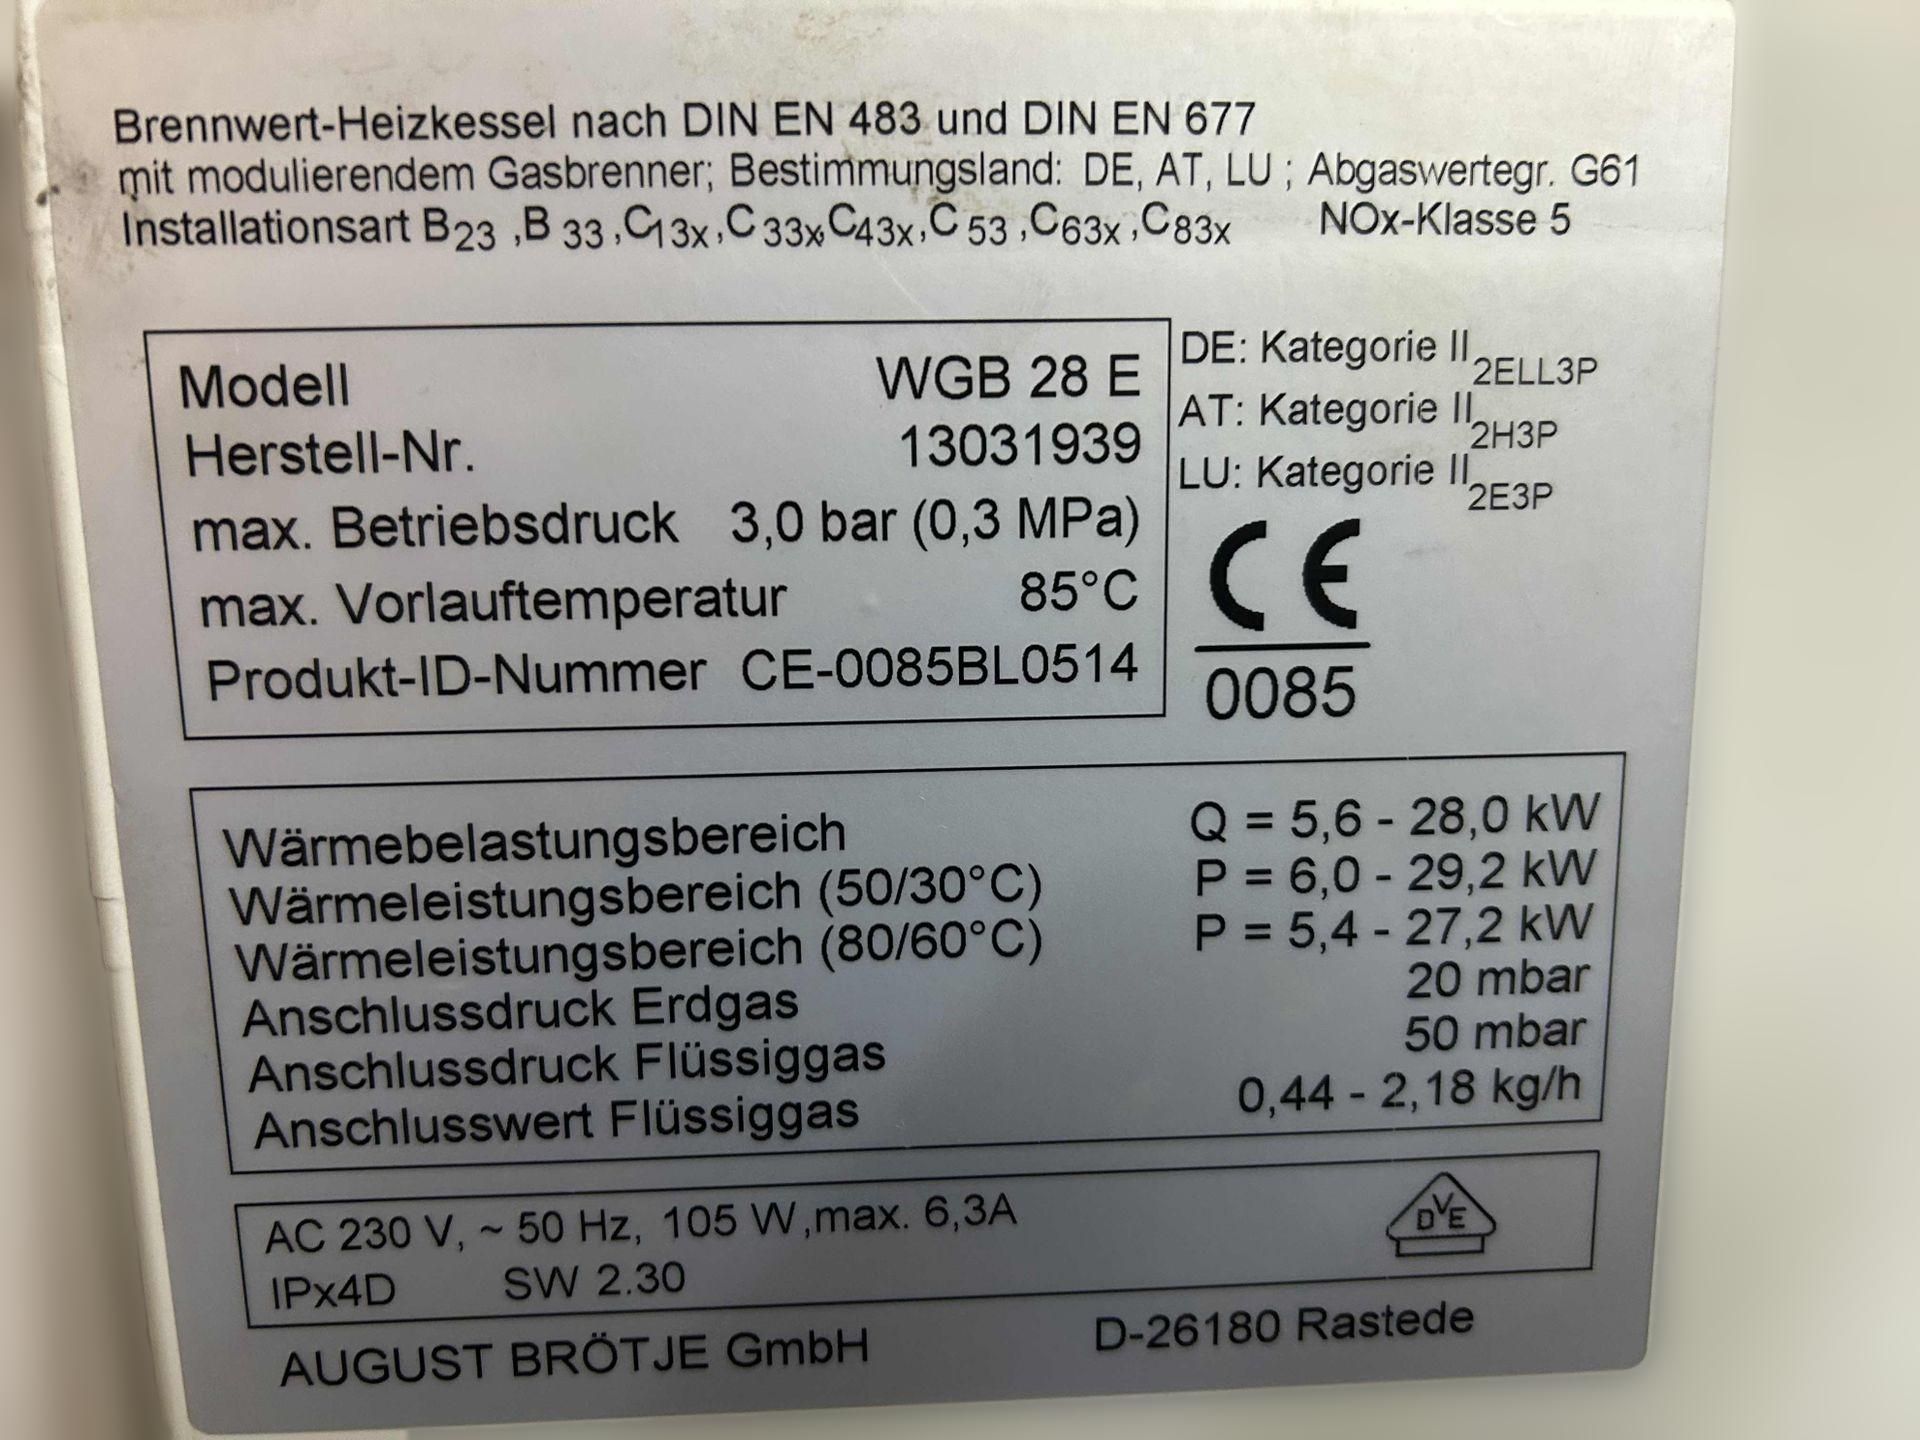 Brennwert-Heizkessel nach DIN EN 483 und DIN EN 677
mit modulierendem Gasbrenner; Bestimmungsland: DE, AT, LU ; Abgaswertegr. G61
Installationsart B23 ,B 33 ,C13x ,C 33x,C43x ,C 53 ,C63x ,C83x NOx-Klasse 5
Modell WGB 28 E
Herstell-Nr. 13031939
max. Betriebsdruck 3,0 bar (0,3 MPa)
max. Vorlauftemperatur 85°C
Produkt-ID-Nummer CE-0085BL0514
DE: Kategorie II2ELL3P
AT: Kategorie II2H3P
LU: Kategorie II2E3P
CE
0085
Wärmebelastungsbereich Q = 5,6 - 28,0 kW
Wärmeleistungsbereich (50/30°C) P = 6,0 - 29,2 kW
Wärmeleistungsbereich (80/60°C) P = 5,4 - 27,2 kW
Anschlussdruck Erdgas 20 mbar
Anschlussdruck Flüssiggas 50 mbar
Anschlusswert Flüssiggas 0,44 - 2,18 kg/h
AC 230 V, ~ 50 Hz, 105 W,max. 6,3A
IPx4D SW 2.30
DVE
AUGUST BRÖTJE GmbH D-26180 Rastede